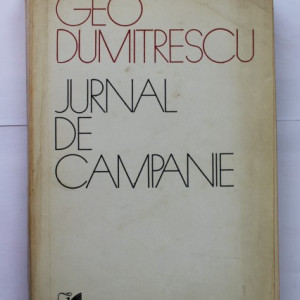 GEO
DUMITRESCU
JURNAL
DE
CAMPANIE